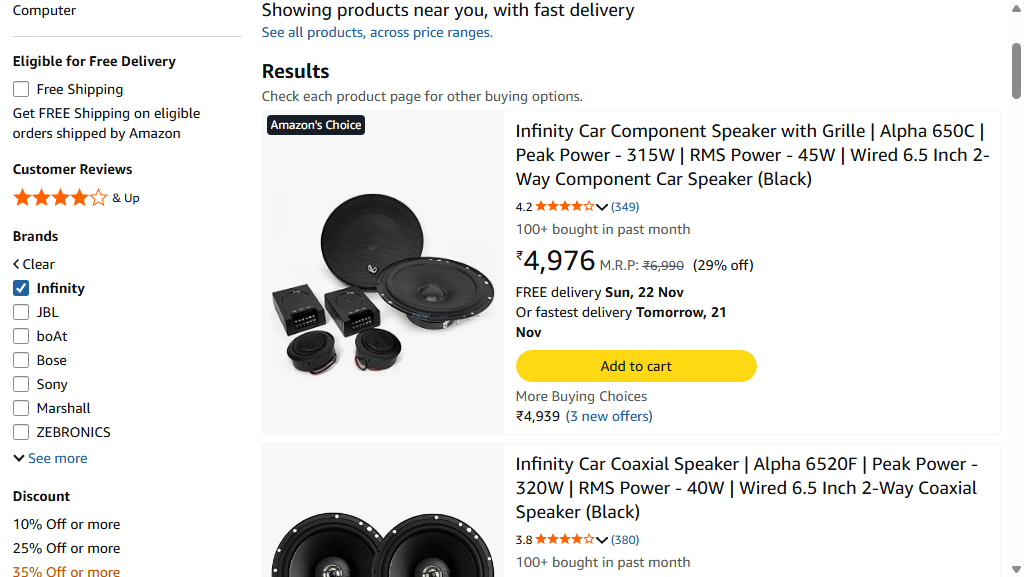 Computer
Eligible for Free Delivery
Free Shipping
Get FREE Shipping on eligible
orders shipped by Amazon
Customer Reviews
& Up
Brands
Clear
Infinity
JBL
boAt
Bose
Sony
Marshall
ZEBRONICS
See more
Discount
10% Off or more
25% Off or more
35% Off or more
Showing products near you, with fast delivery
See all products, across price ranges.
Results
Check each product page for other buying options.
Amazon's Choice
Infinity Car Component Speaker with Grille | Alpha 650C |
Peak Power - 315W | RMS Power - 45W | Wired 6.5 Inch 2-
Way Component Car Speaker (Black)
4.2 (349)
100+ bought in past month
₹4,976 M.R.P: ₹6,990 (29% off)
FREE delivery Sun, 22 Nov
Or fastest delivery Tomorrow, 21
Nov
Add to cart
More Buying Choices
₹4,939 (3 new offers)
Infinity Car Coaxial Speaker | Alpha 6520F | Peak Power -
320W | RMS Power - 40W | Wired 6.5 Inch 2-Way Coaxial
Speaker (Black)
3.8 (380)
100+ bought in past month